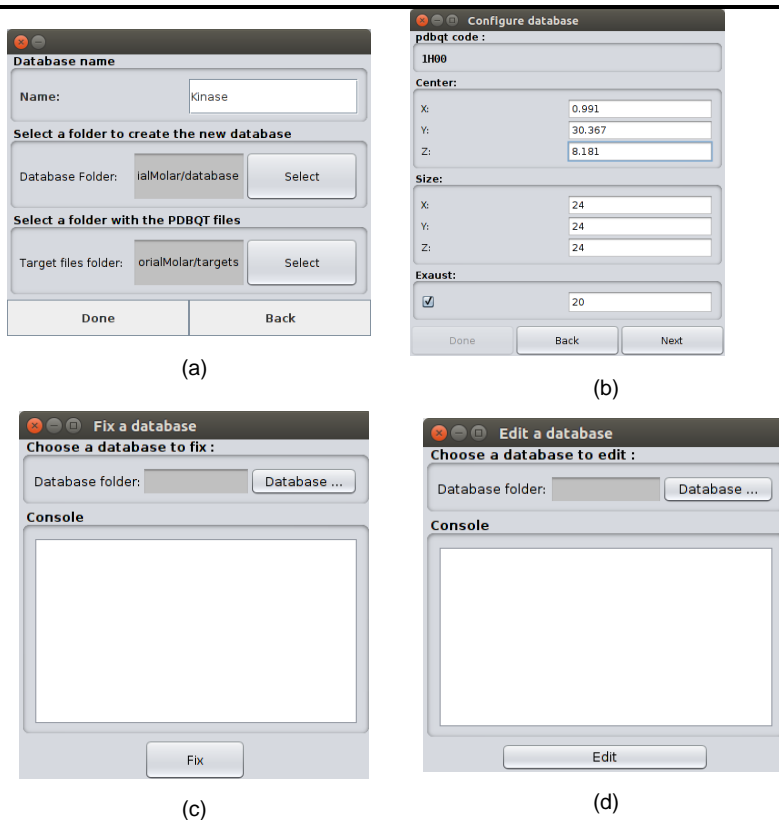 Database name
Name: Kinase
Select a folder to create the new database
Database Folder: ialMolar/database Select
Select a folder with the PDBQT files
Target files folder: orialMolar/targets Select
Done Back
(a)
Configure database
pdbqt code :
1H00
Center:
X: 0.991
Y: 30.367
Z: 8.181
Size:
X: 24
Y: 24
Z: 24
Exaust:
20
Done Back Next
(b)
Fix a database
Choose a database to fix :
Database folder: Database ...
Console
Fix
(c)
Edit a database
Choose a database to edit :
Database folder: Database ...
Console
Edit
(d)